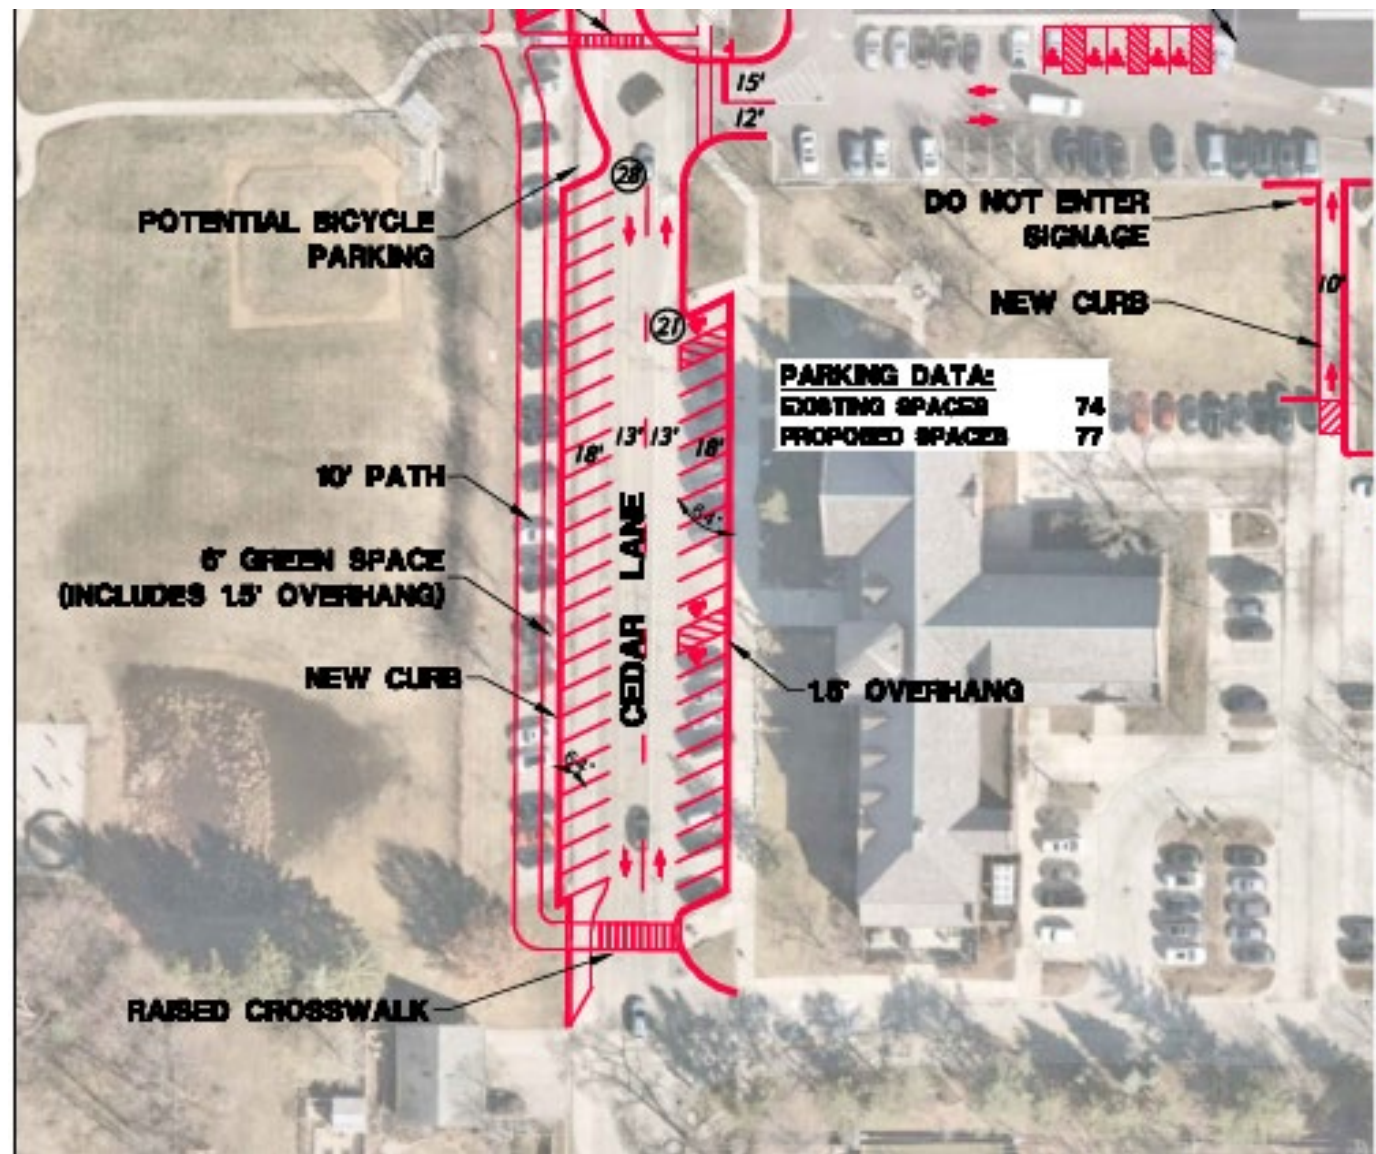 15'
12'
28
POTENTIAL BICYCLE
PARKING
DO NOT ENTER
SIGNAGE
10'
NEW CURB
21
PARKING DATA:
EXISTING SPACES 74
PROPOSED SPACES 77
18'
13'
13'
18'
10' PATH
64°
6' GREEN SPACE
(INCLUDES 1.5' OVERHANG)
CEDAR LANE
NEW CURB
1.5' OVERHANG
RAISED CROSSWALK